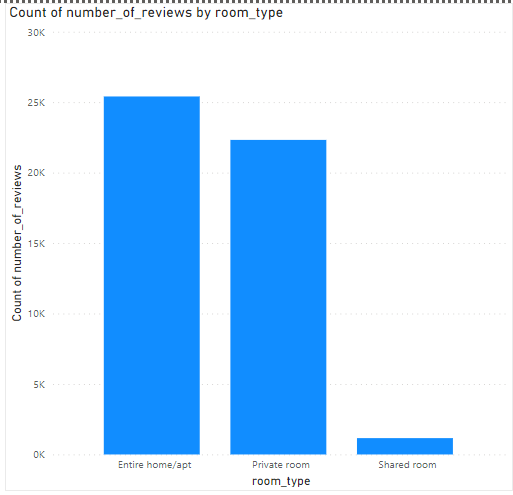 Count of number_of_reviews by room_type
30K
25K
20K
15K
10K
5K
0K
Count of number_of_reviews
Entire home/apt
Private room
Shared room
room_type